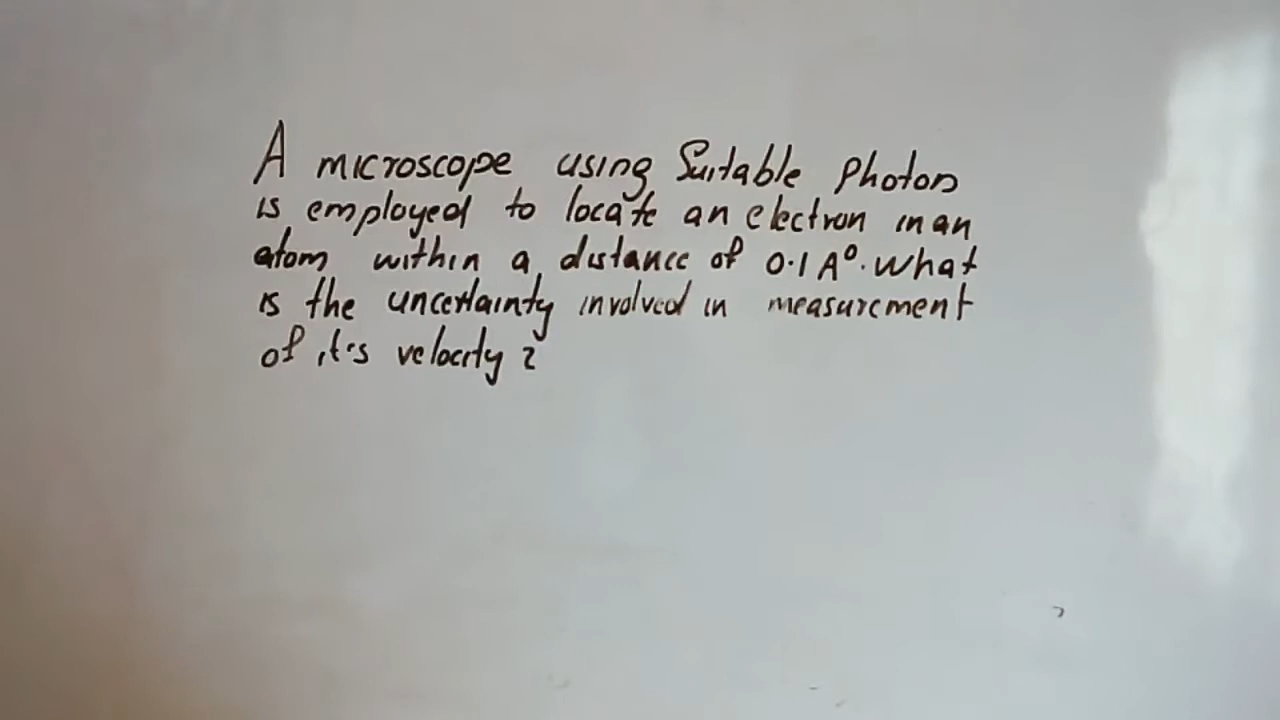 A microscope using Suitable Photon
is employed to locate an electron in an
atom within a distance of 0.1 A°. what
is the uncertainty involved in measurement
of it's velocity ?